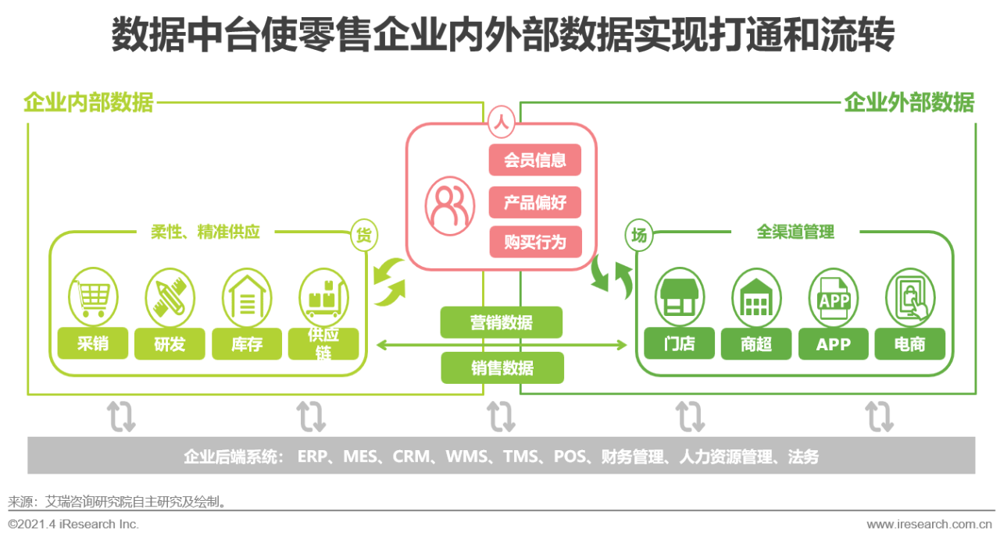 数据中台使零售企业内外部数据实现打通和流转
企业内部数据
企业外部数据
人
会员信息
产品偏好
购买行为
柔性、精准供应
货
场
全渠道管理
APP
采销
研发
库存
供应
链
营销数据
销售数据
门店
商超
APP
电商
企业后端系统： ERP、MES、CRM、WMS、TMS、POS、财务管理、人力资源管理、法务
来源：艾瑞咨询研究院自主研究及绘制。
©2021.4 iResearch Inc.
www.iresearch.com.cn